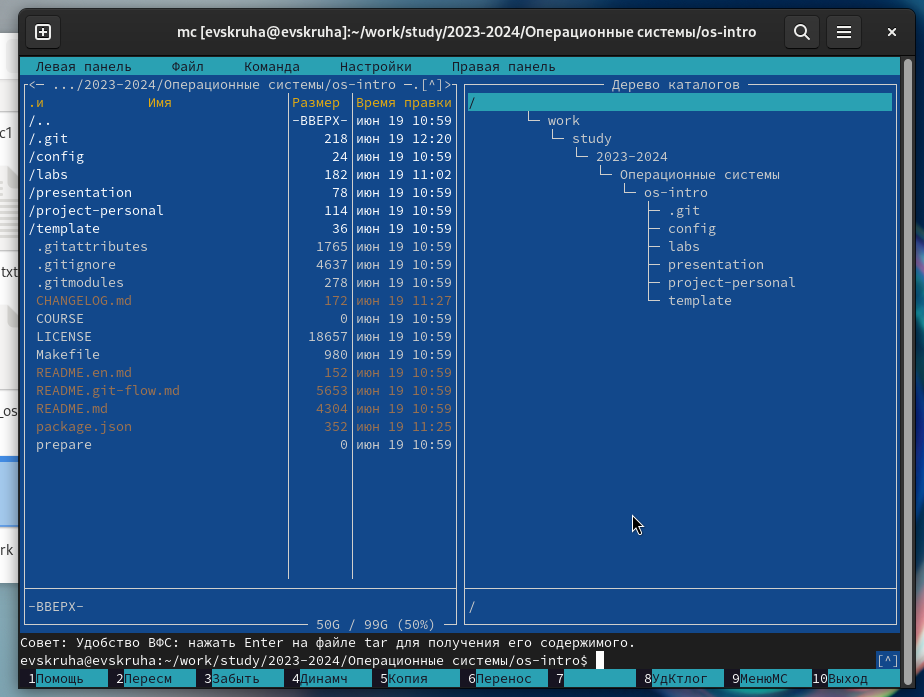 mc [evskruha@evskruha]:~/work/study/2023-2024/Операционные системы/os-intro
Левая панель Файл Команда Настройки Правая панель
<— .../2023-2024/Операционные системы/os-intro —.[^]>
.и Имя Размер Время правки
/.. -ВВЕРХ- июн 19 10:59
/.git 218 июн 19 12:20
/config 24 июн 19 10:59
/labs 182 июн 19 11:02
/presentation 78 июн 19 10:59
/project-personal 114 июн 19 10:59
/template 36 июн 19 10:59
.gitattributes 1765 июн 19 10:59
.gitignore 4637 июн 19 10:59
.gitmodules 278 июн 19 10:59
CHANGELOG.md 172 июн 19 11:27
COURSE 0 июн 19 10:59
LICENSE 18657 июн 19 10:59
Makefile 980 июн 19 10:59
README.en.md 152 июн 19 10:59
README.git-flow.md 5653 июн 19 10:59
README.md 4304 июн 19 10:59
package.json 352 июн 19 11:25
prepare 0 июн 19 10:59
-ВВЕРХ-
50G / 99G (50%)
Дерево каталогов
/
work
study
2023-2024
Операционные системы
os-intro
.git
config
labs
presentation
project-personal
template
/
Совет: Удобство ВФС: нажать Enter на файле tar для получения его содержимого.
evskruha@evskruha:~/work/study/2023-2024/Операционные системы/os-intro$ [^]
1Помощь 2Пересм 3Забыть 4Динамч 5Копия 6Перенос 7 8УдКтлог 9МенюМС 10Выход
c1
txt
_os
rk